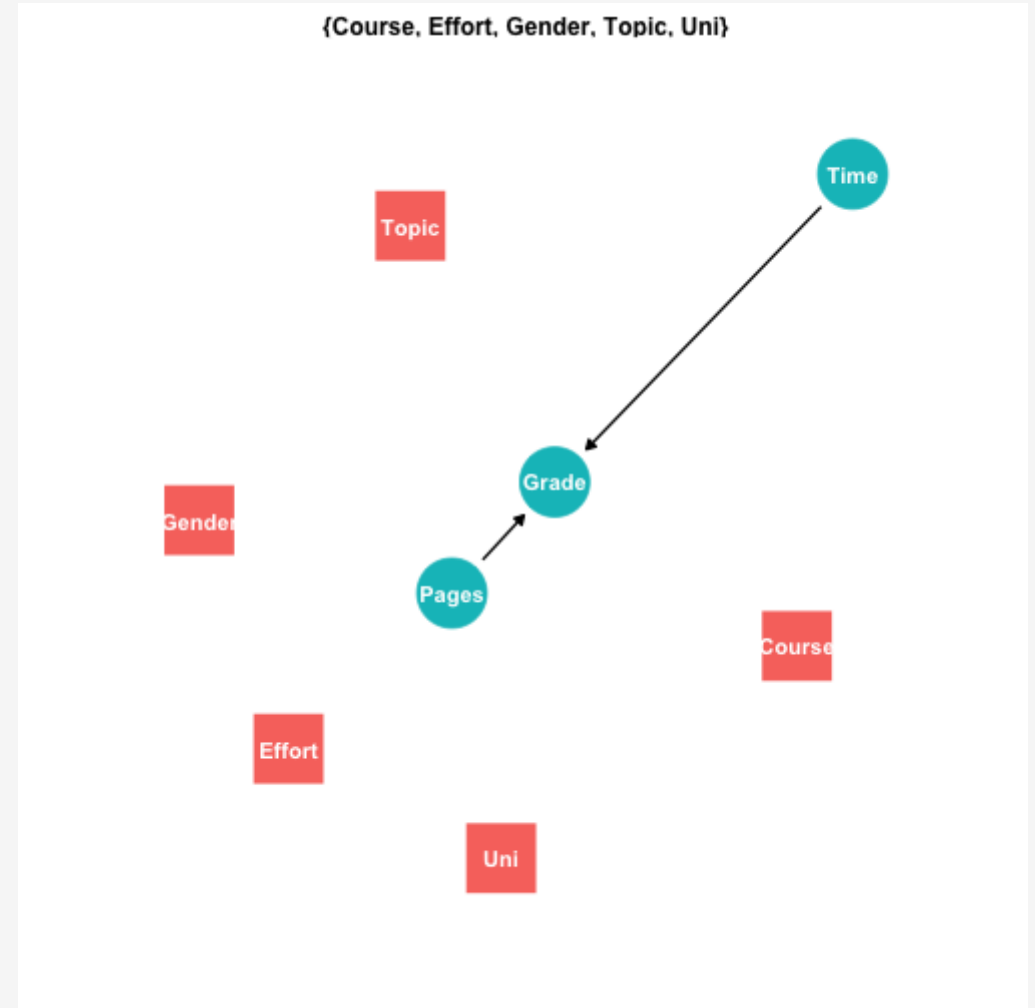 {Course, Effort, Gender, Topic, Uni}
Time
Topic
Grade
Gender
Pages
Course
Effort
Uni